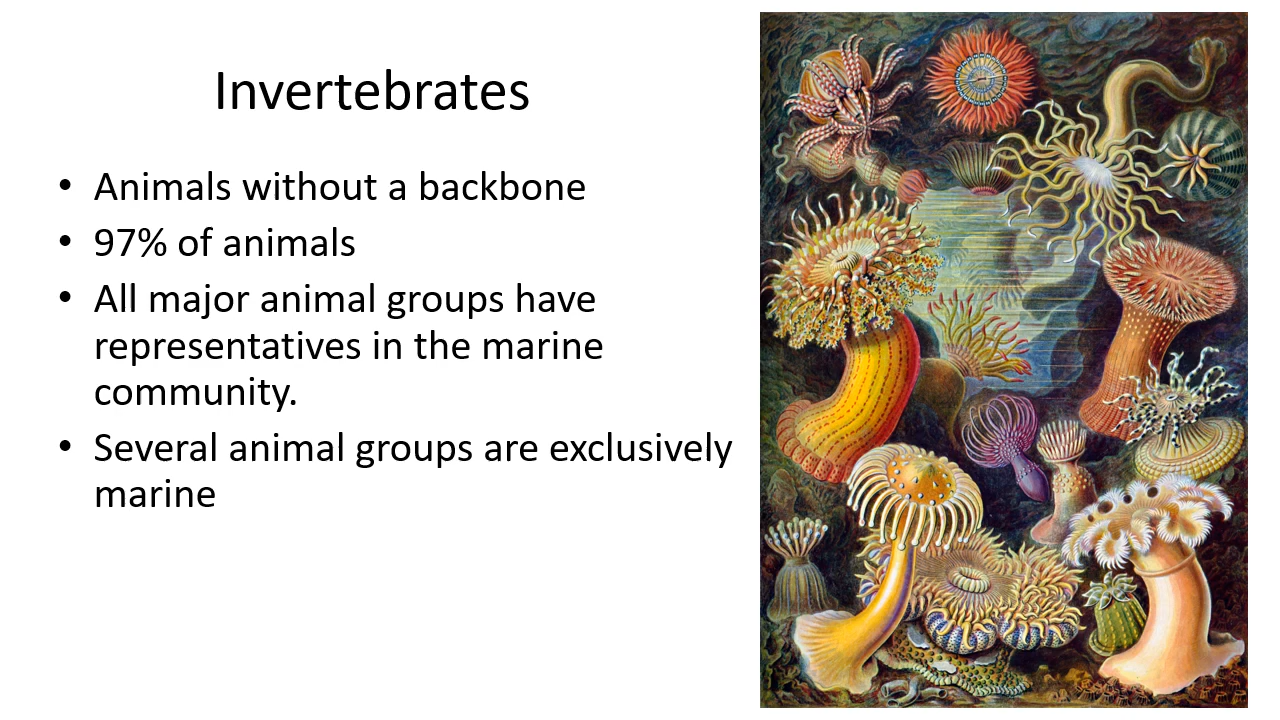 Invertebrates
• Animals without a backbone
• 97% of animals
• All major animal groups have
representatives in the marine
community.
• Several animal groups are exclusively
marine